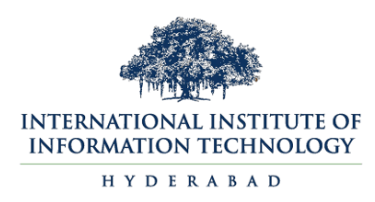 INTERNATIONAL INSTITUTE OF
INFORMATION TECHNOLOGY
HYDERABAD